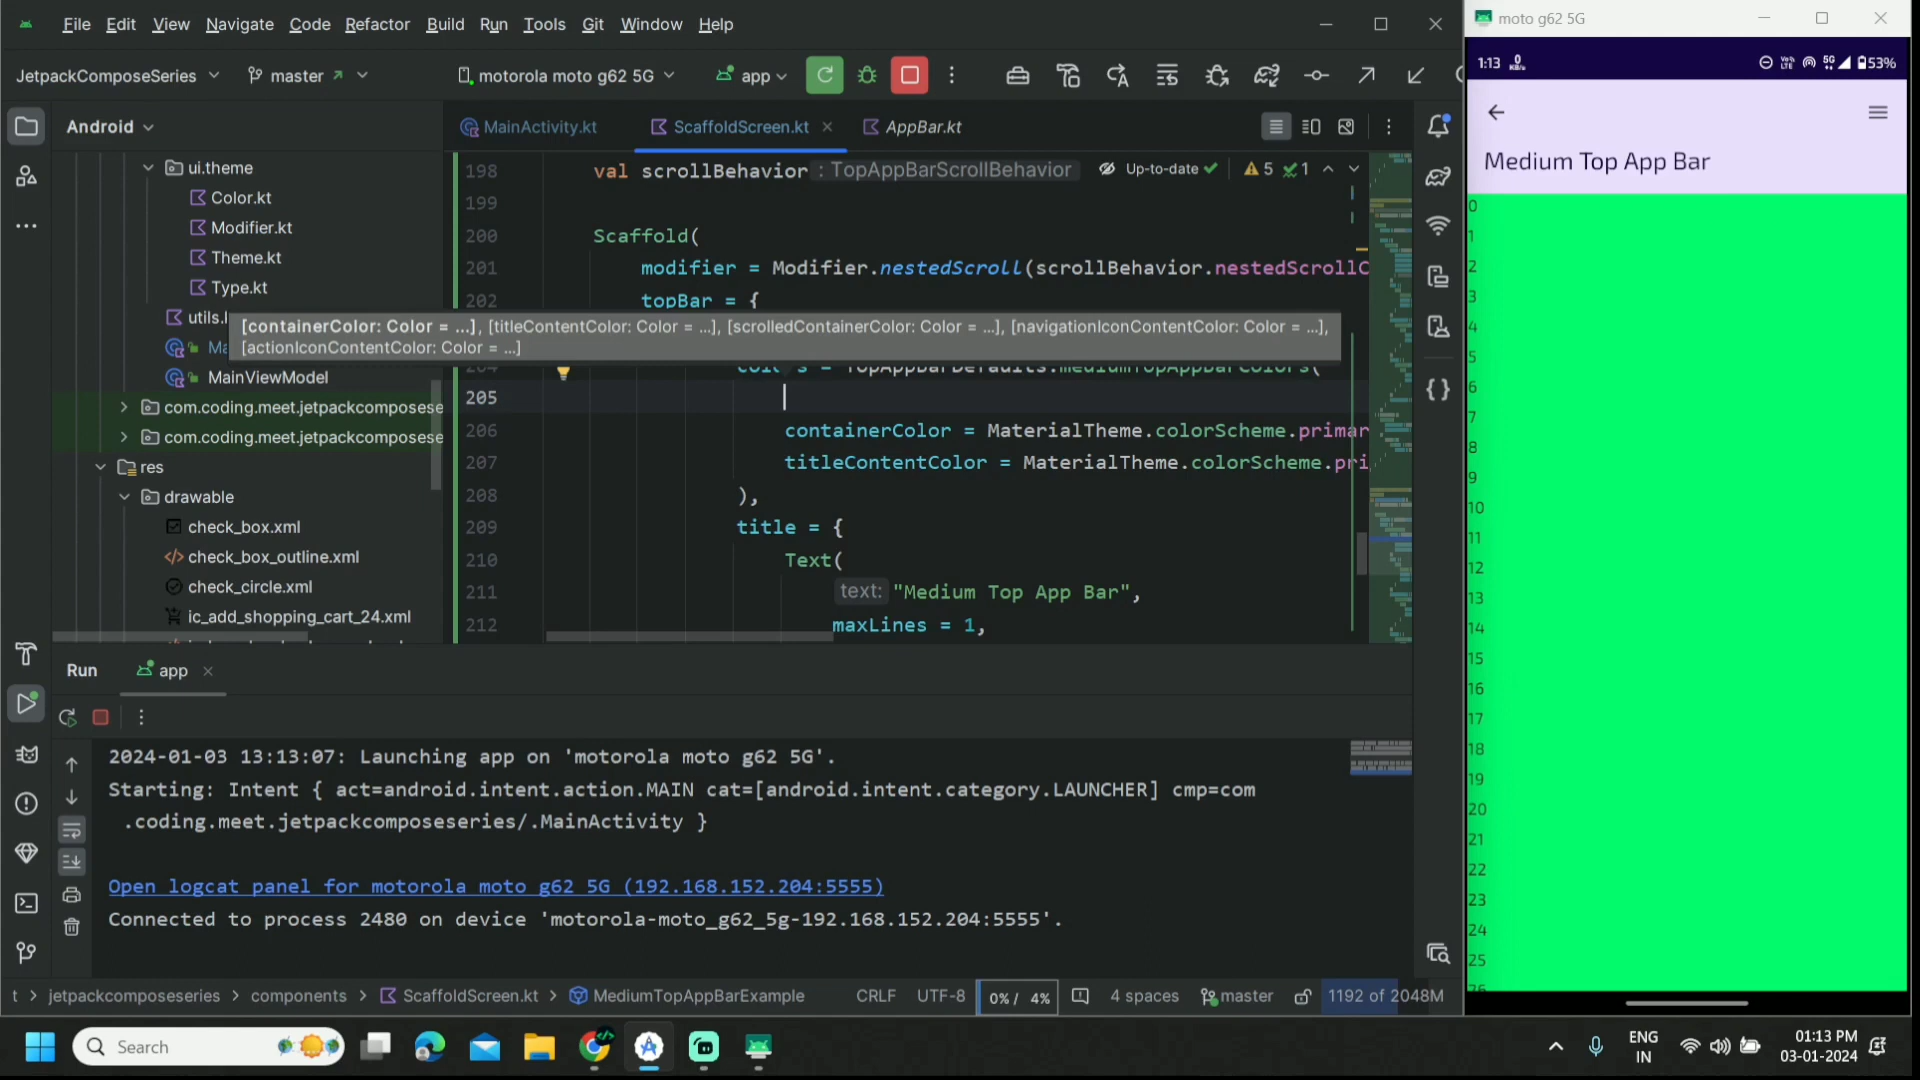 File Edit View Navigate Code Refactor Build Run Tools Git Window Help
JetpackComposeSeries master motorola moto g62 5G app
Android
MainActivity.kt ScaffoldScreen.kt AppBar.kt
ui.theme
Color.kt
Modifier.kt
Theme.kt
Type.kt
utils.
Ma
MainViewModel
com.coding.meet.jetpackcomposese
com.coding.meet.jetpackcomposese
res
drawable
check_box.xml
check_box_outline.xml
check_circle.xml
ic_add_shopping_cart_24.xml
198 val scrollBehavior : TopAppBarScrollBehavior Up-to-date 5 1
199
200 Scaffold(
201 modifier = Modifier.nestedScroll(scrollBehavior.nestedScrollC
202 topBar = {
[containerColor: Color = ...], [titleContentColor: Color = ...], [scrolledContainerColor: Color = ...], [navigationIconContentColor: Color = ...],
[actionIconContentColor: Color = ...]
= TopAppBarDefaults.mediumTopAppBarColors(
205
206 containerColor = MaterialTheme.colorScheme.primar
207 titleContentColor = MaterialTheme.colorScheme.pri
208 ),
209 title = {
210 Text(
211 text: "Medium Top App Bar",
212 maxLines = 1,
Run app
2024-01-03 13:13:07: Launching app on 'motorola moto g62 5G'.
Starting: Intent { act=android.intent.action.MAIN cat=[android.intent.category.LAUNCHER] cmp=com
.coding.meet.jetpackcomposeseries/.MainActivity }
Open logcat panel for motorola moto g62 5G (192.168.152.204:5555)
Connected to process 2480 on device 'motorola-moto_g62_5g-192.168.152.204:5555'.
t > jetpackcomposeseries > components > ScaffoldScreen.kt > MediumTopAppBarExample CRLF UTF-8 0% / 4% 4 spaces master 1192 of 2048M
moto g62 5G
1:13 0 KB/s VoLTE 5G 53%
Medium Top App Bar
0
1
2
3
4
5
6
7
8
9
10
11
12
13
14
15
16
17
18
19
20
21
22
23
24
25
26
Search
ENG
IN
01:13 PM
03-01-2024